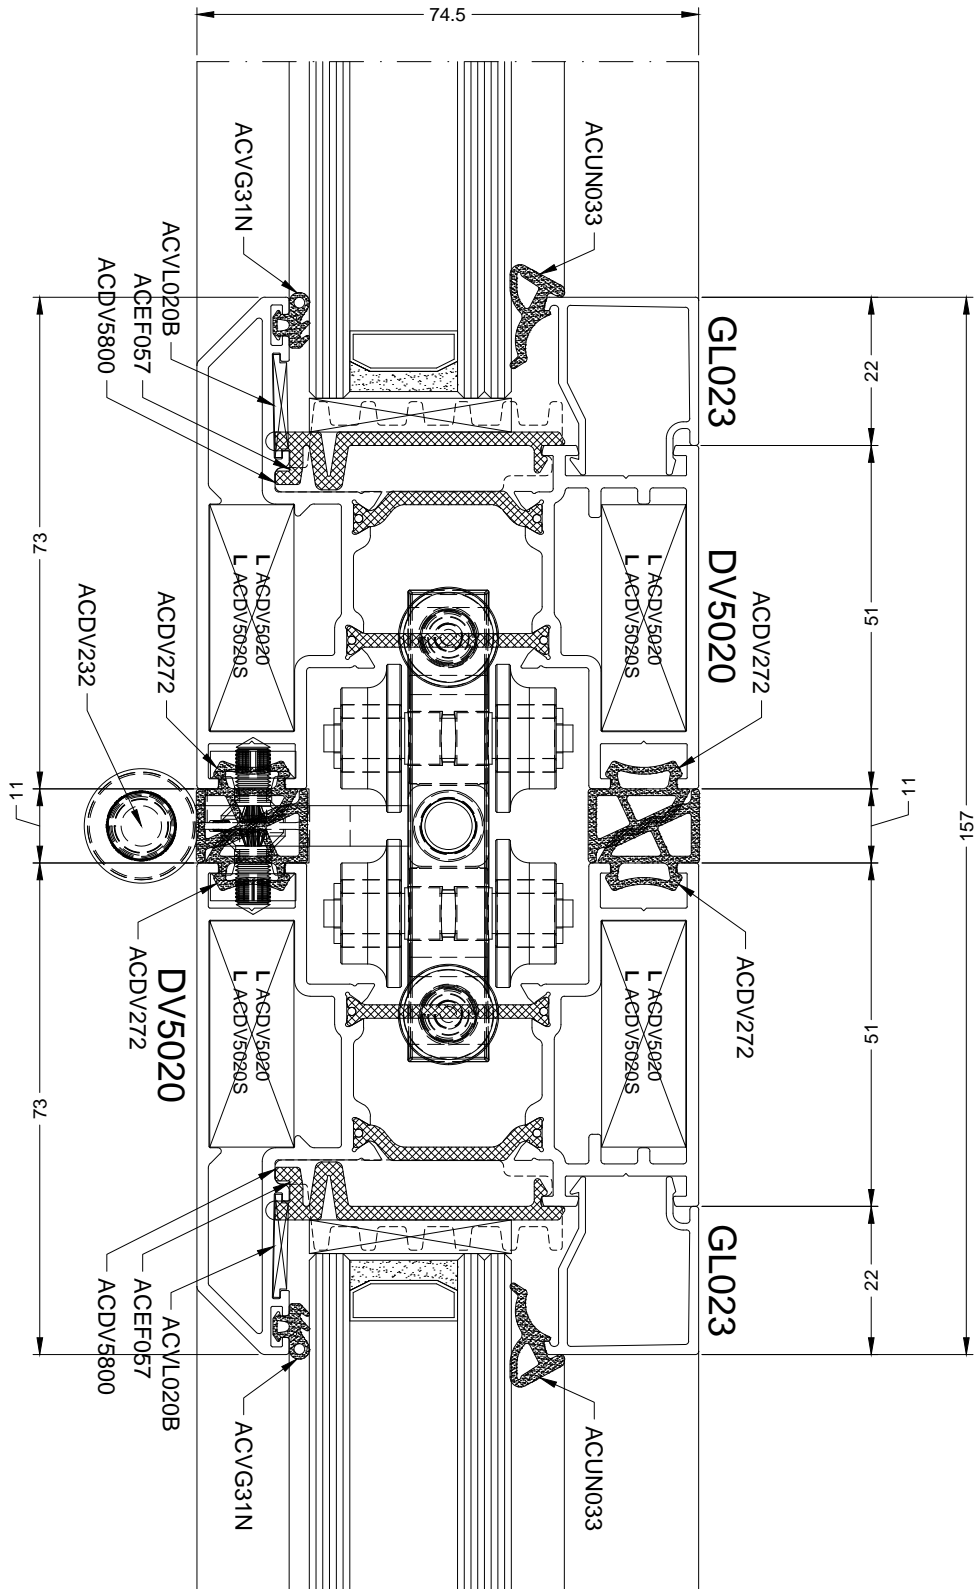 74.5
ACVG31N
ACUN033
ACVL020B
ACEF057
ACDV5800
GL023
22
157
73
51
DV5020
L ACDV5020
L ACDV5020S
L ACDV5020
L ACDV5020S
ACDV232
ACDV272
ACDV272
11
11
ACDV272
ACDV272
DV5020
L ACDV5020
L ACDV5020S
L ACDV5020
L ACDV5020S
73
51
GL023
22
ACVL020B
ACEF057
ACDV5800
ACVG31N
ACUN033